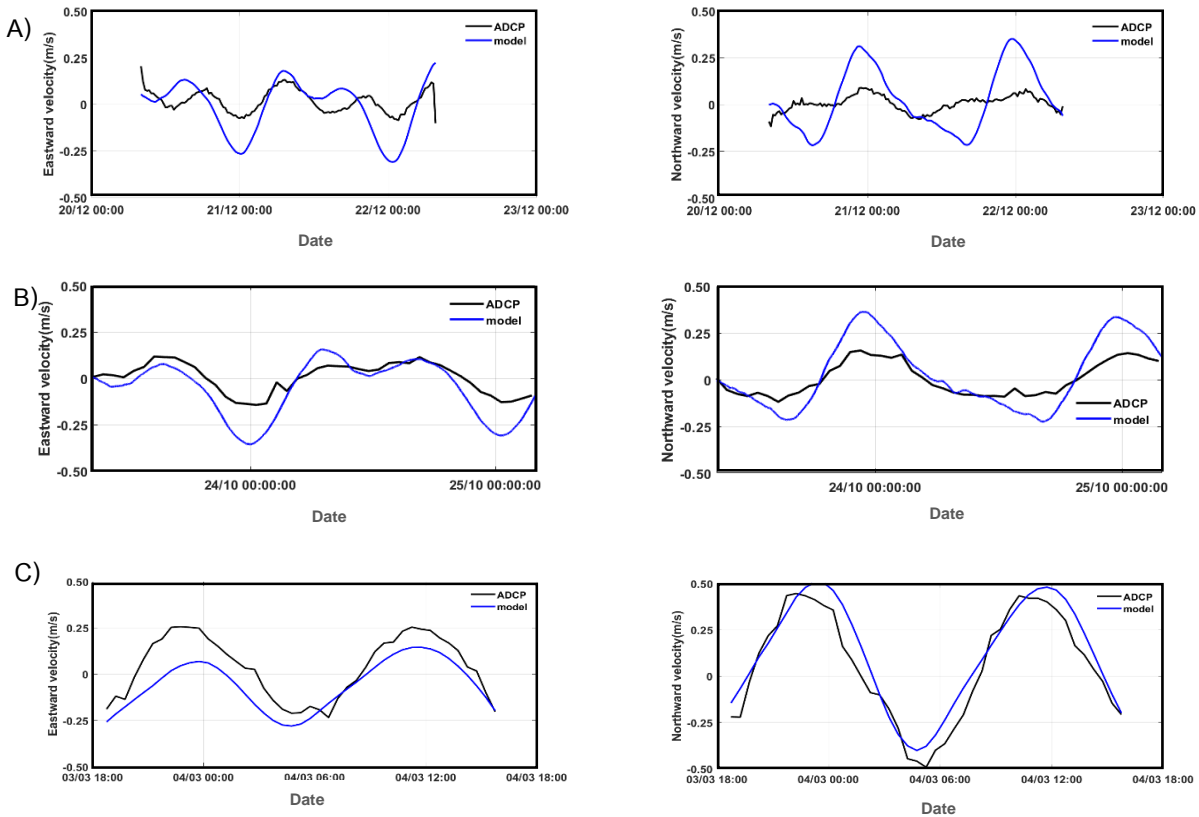 A)
Eastward velocity(m/s)
0.50
0.25
0
-0.25
-0.50
ADCP
model
20/12 00:00
21/12 00:00
22/12 00:00
23/12 00:00
Date
Northward velocity(m/s)
0.50
0.25
0
-0.25
-0.50
ADCP
model
20/12 00:00
21/12 00:00
22/12 00:00
23/12 00:00
Date
B)
Eastward velocity(m/s)
0.50
0.25
0
-0.25
-0.50
ADCP
model
24/10 00:00:00
25/10 00:00:00
Date
Northward velocity(m/s)
0.50
0.25
0
-0.25
-0.50
ADCP
model
24/10 00:00:00
25/10 00:00:00
Date
C)
Eastward velocity(m/s)
0.50
0.25
0
-0.25
-0.50
ADCP
model
03/03 18:00
04/03 00:00
04/03 06:00
04/03 12:00
04/03 18:00
Date
Northward velocity(m/s)
0.50
0.25
0
-0.25
-0.50
ADCP
model
03/03 18:00
04/03 00:00
04/03 06:00
04/03 12:00
04/03 18:00
Date